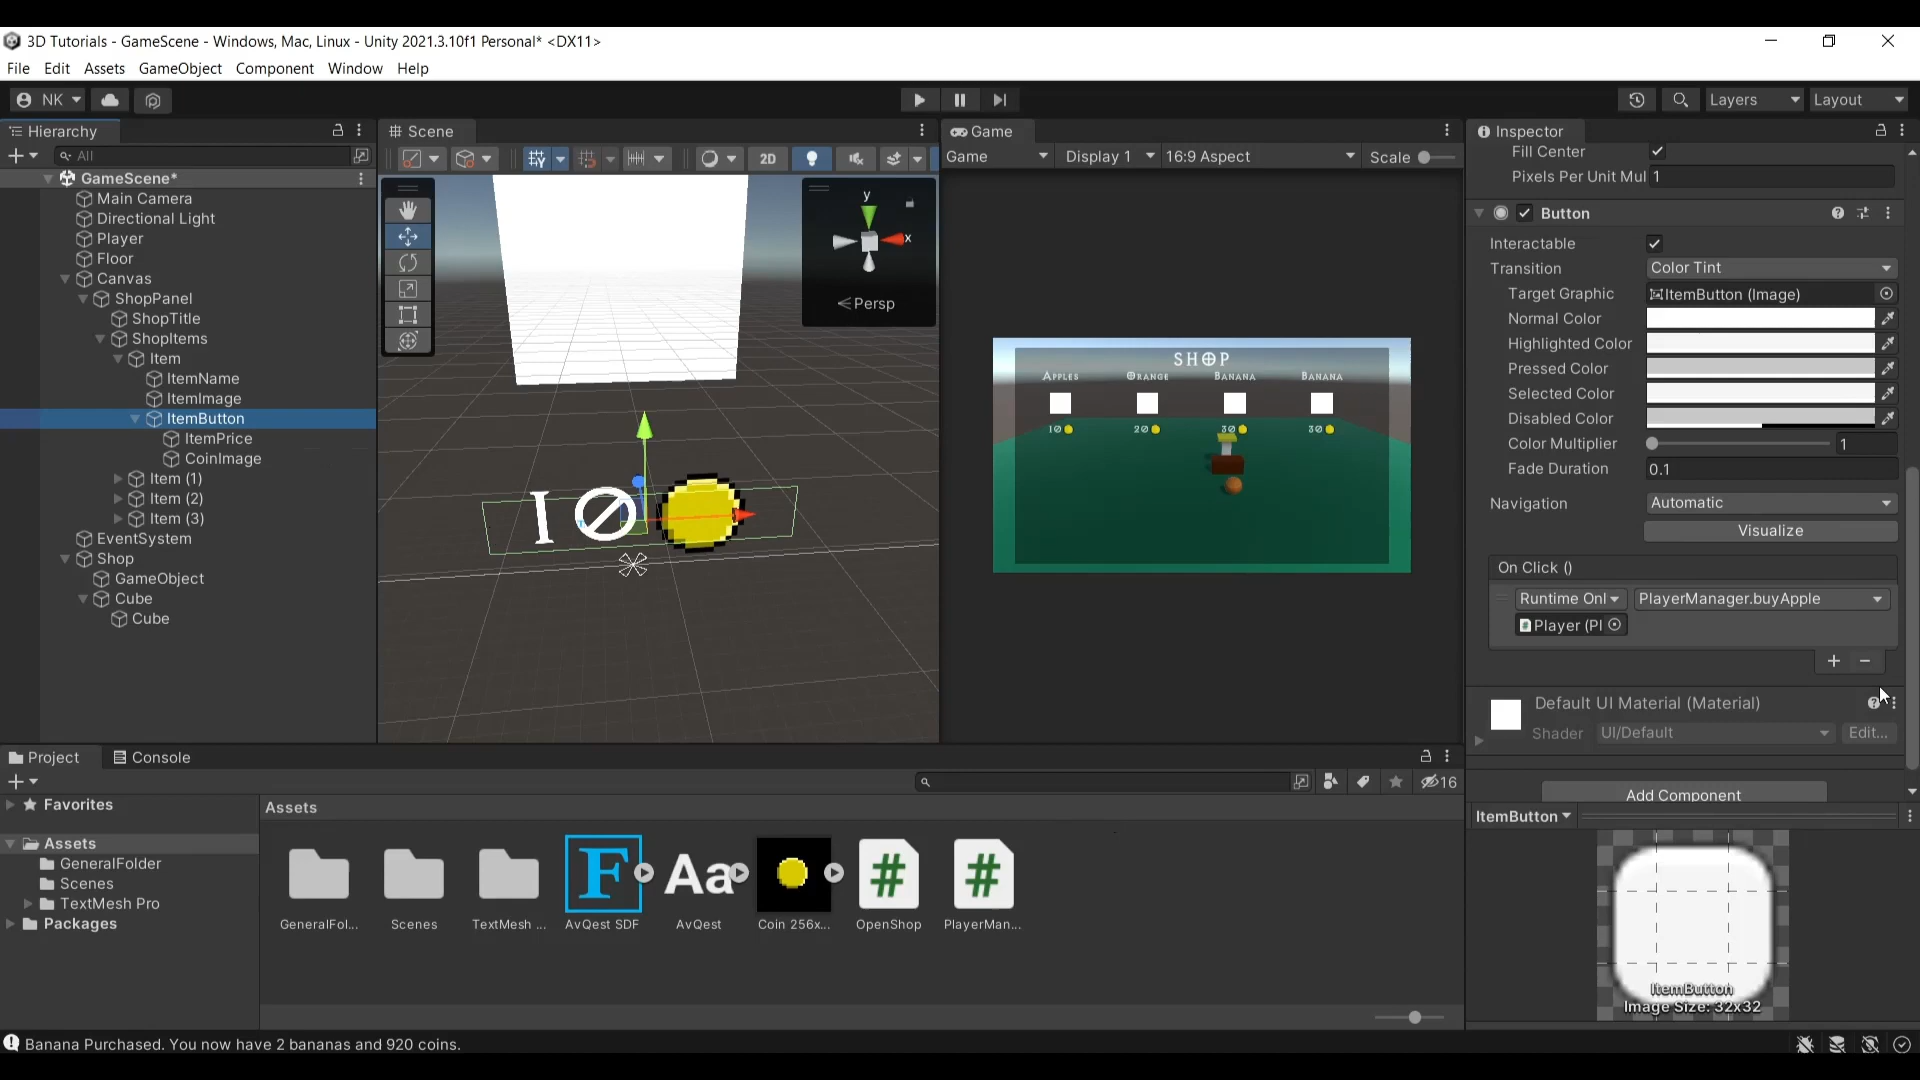 3D Tutorials - GameScene - Windows, Mac, Linux - Unity 2021.3.10f1 Personal* <DX11>
File Edit Assets GameObject Component Window Help
NK
Layers Layout
Hierarchy
All
GameScene*
Main Camera
Directional Light
Player
Floor
Canvas
ShopPanel
ShopTitle
ShopItems
Item
ItemName
ItemImage
ItemButton
ItemPrice
CoinImage
Item (1)
Item (2)
Item (3)
EventSystem
Shop
GameObject
Cube
Cube
Scene
2D
y
x
Persp
10
Game
Game Display 1 16:9 Aspect Scale
SHOP
Apples Orange Banana Banana
10 20 30 30
Inspector
Fill Center
Pixels Per Unit Mul 1
Button
Interactable
Transition Color Tint
Target Graphic ItemButton (Image)
Normal Color
Highlighted Color
Pressed Color
Selected Color
Disabled Color
Color Multiplier 1
Fade Duration 0.1
Navigation Automatic
Visualize
On Click ()
Runtime Onl PlayerManager.buyApple
Player (Pl
+ −
Default UI Material (Material)
Shader UI/Default Edit...
Add Component
ItemButton
ItemButton
Image Size: 32x32
Project Console
16
Favorites
Assets
GeneralFolder
Scenes
TextMesh Pro
Packages
Assets
F Aa # #
GeneralFol... Scenes TextMesh ... AvQest SDF AvQest Coin 256x... OpenShop PlayerMan...
Banana Purchased. You now have 2 bananas and 920 coins.